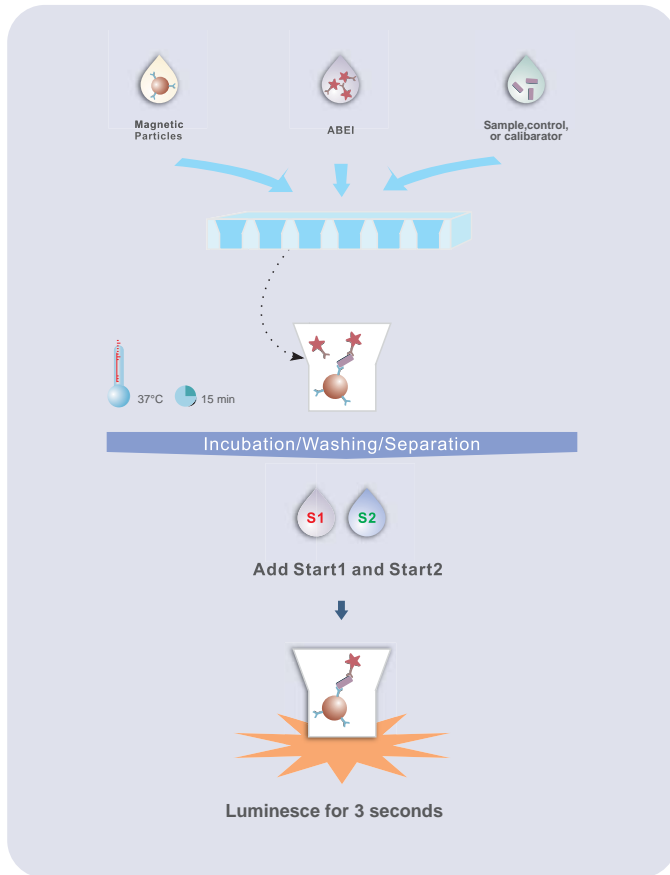 Magnetic
Particles
ABEI
Sample,control,
or calibarator
37°C
15 min
Incubation/Washing/Separation
S1
S2
Add Start1 and Start2
Luminesce for 3 seconds